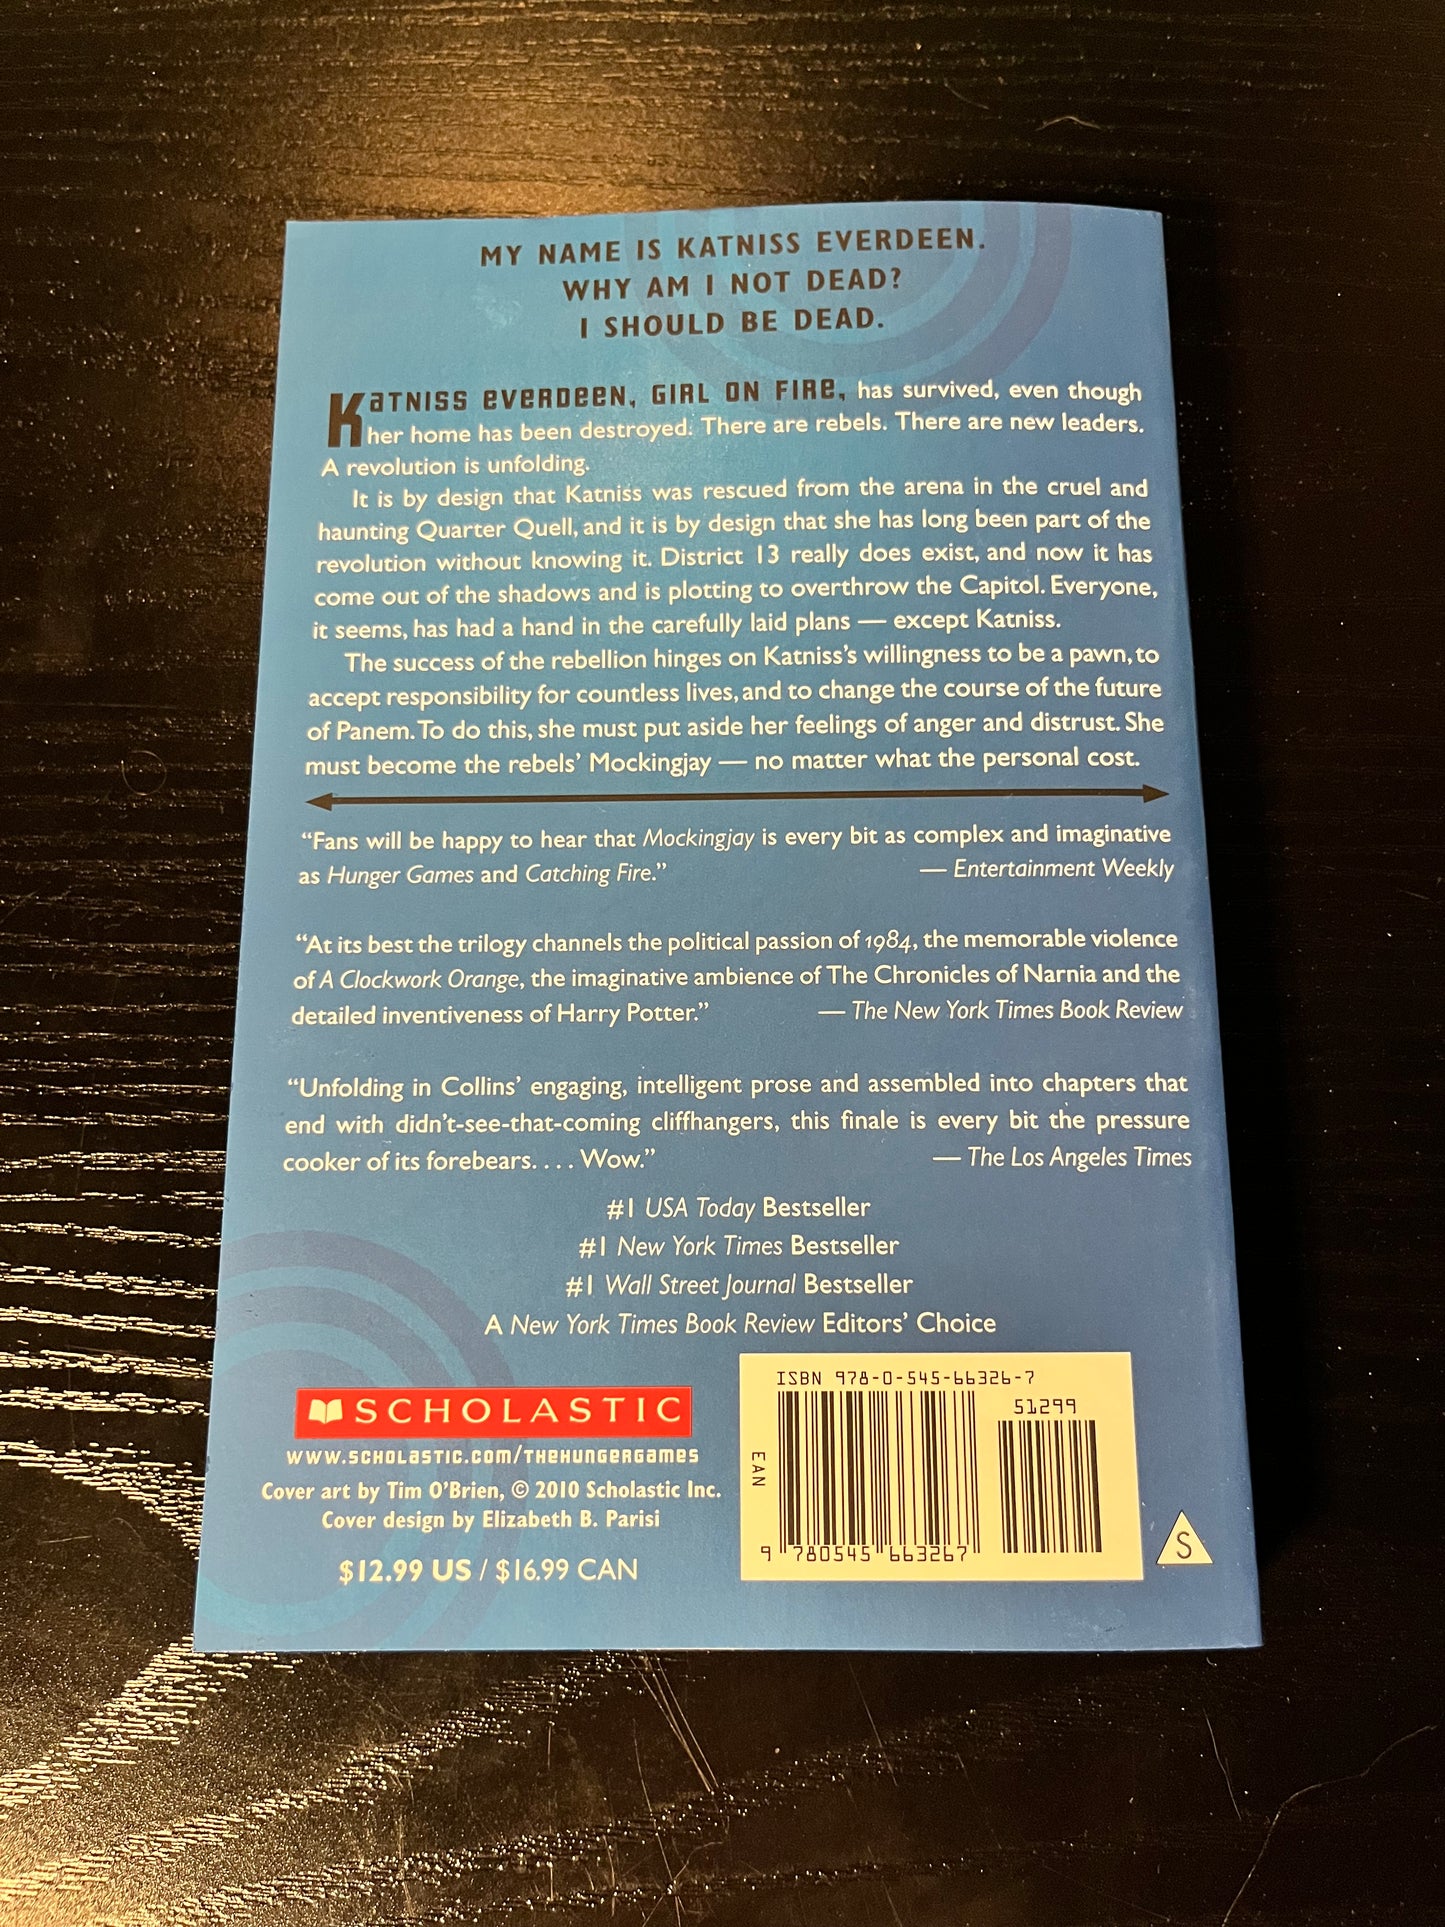 MY NAME IS KATNISS EVERDEEN.
WHY AM I NOT DEAD?
I SHOULD BE DEAD.
KATNISS EVERDEEN, GIRL ON FIRE, has survived, even though
her home has been destroyed. There are rebels. There are new leaders.
A revolution is unfolding.
It is by design that Katniss was rescued from the arena in the cruel and
haunting Quarter Quell, and it is by design that she has long been part of the
revolution without knowing it. District 13 really does exist, and now it has
come out of the shadows and is plotting to overthrow the Capitol. Everyone,
it seems, has had a hand in the carefully laid plans — except Katniss.
The success of the rebellion hinges on Katniss's willingness to be a pawn, to
accept responsibility for countless lives, and to change the course of the future
of Panem. To do this, she must put aside her feelings of anger and distrust. She
must become the rebels' Mockingjay — no matter what the personal cost.
“Fans will be happy to hear that Mockingjay is every bit as complex and imaginative
as Hunger Games and Catching Fire.” — Entertainment Weekly
“At its best the trilogy channels the political passion of 1984, the memorable violence
of A Clockwork Orange, the imaginative ambience of The Chronicles of Narnia and the
detailed inventiveness of Harry Potter.” — The New York Times Book Review
“Unfolding in Collins' engaging, intelligent prose and assembled into chapters that
end with didn't-see-that-coming cliffhangers, this finale is every bit the pressure
cooker of its forebears. . . . Wow.” — The Los Angeles Times
#1 USA Today Bestseller
#1 New York Times Bestseller
#1 Wall Street Journal Bestseller
A New York Times Book Review Editors' Choice
SCHOLASTIC
www.scholastic.com/thehungergames
Cover art by Tim O'Brien, © 2010 Scholastic Inc.
Cover design by Elizabeth B. Parisi
$12.99 US / $16.99 CAN
ISBN 978-0-545-66326-7
51299
EAN
9 780545 663267
S